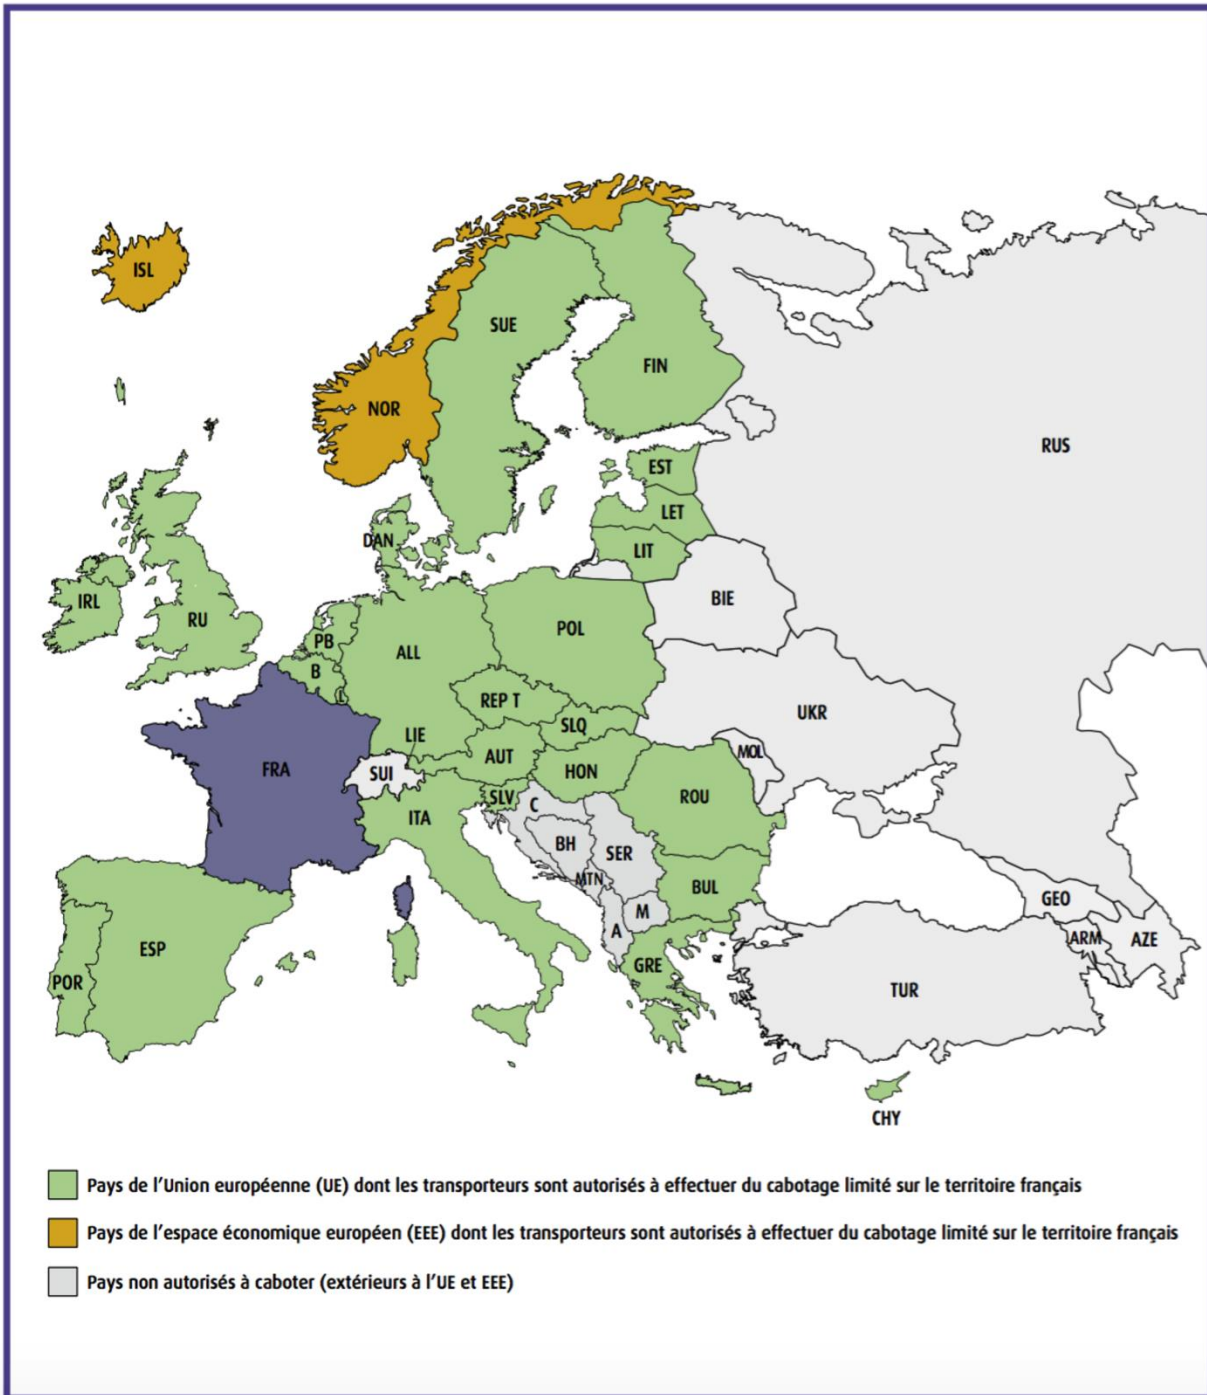 ISL
SUE
FIN
NOR
RUS
EST
LET
DAN
LIT
BIE
IRL
RU
POL
PB
ALL
B
L
REP T
UKR
SLQ
LIE
AUT
MOL
FRA
SUI
HON
SLV
C
ROU
ITA
BH
SER
MTN
BUL
GEO
M
A
ARM
AZE
ESP
GRE
POR
TUR
CHY
Pays de l'Union européenne (UE) dont les transporteurs sont autorisés à effectuer du cabotage limité sur le territoire français
Pays de l'espace économique européen (EEE) dont les transporteurs sont autorisés à effectuer du cabotage limité sur le territoire français
Pays non autorisés à caboter (extérieurs à l'UE et EEE)